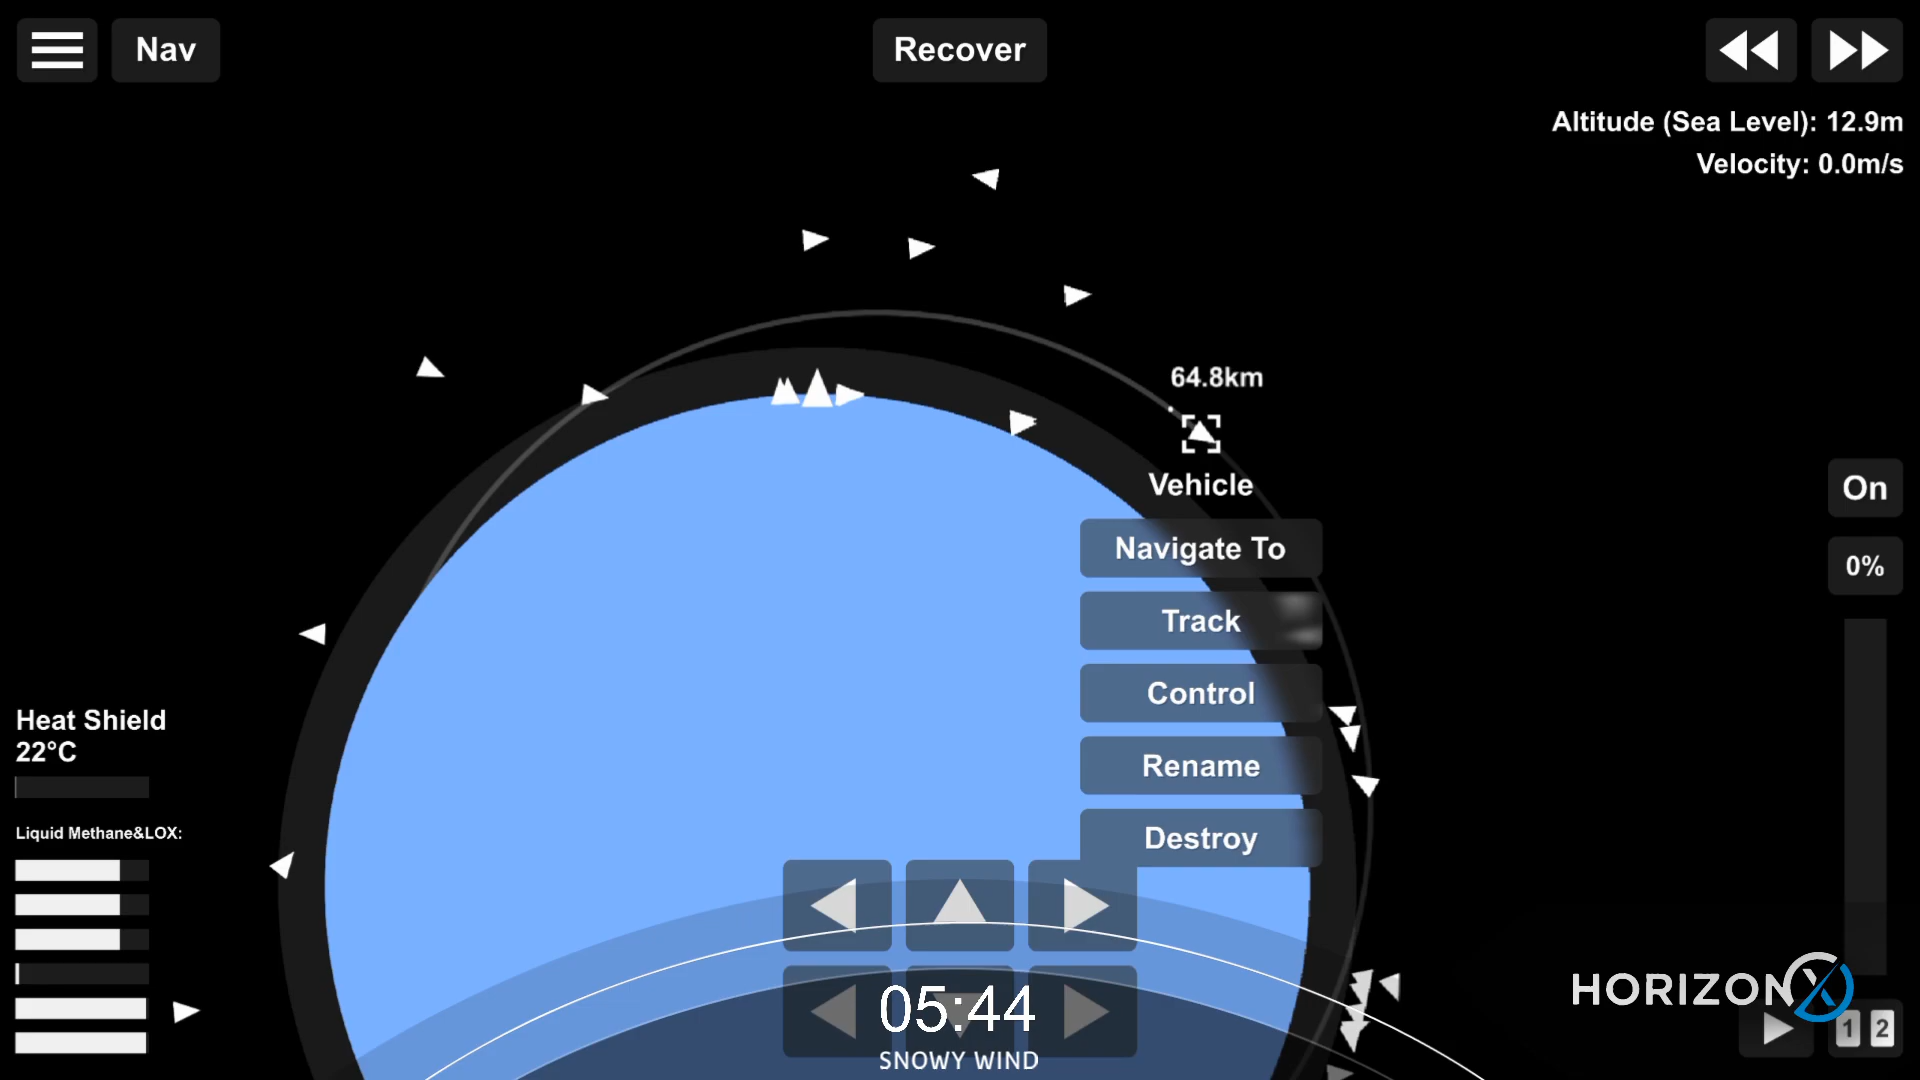 Nav
Recover
Altitude (Sea Level): 12.9m
Velocity: 0.0m/s
64.8km
Vehicle
Navigate To
Track
Control
Rename
Destroy
On
0%
Heat Shield
22°C
Liquid Methane&LOX:
HORIZON X
1 2
05:44
SNOWY WIND